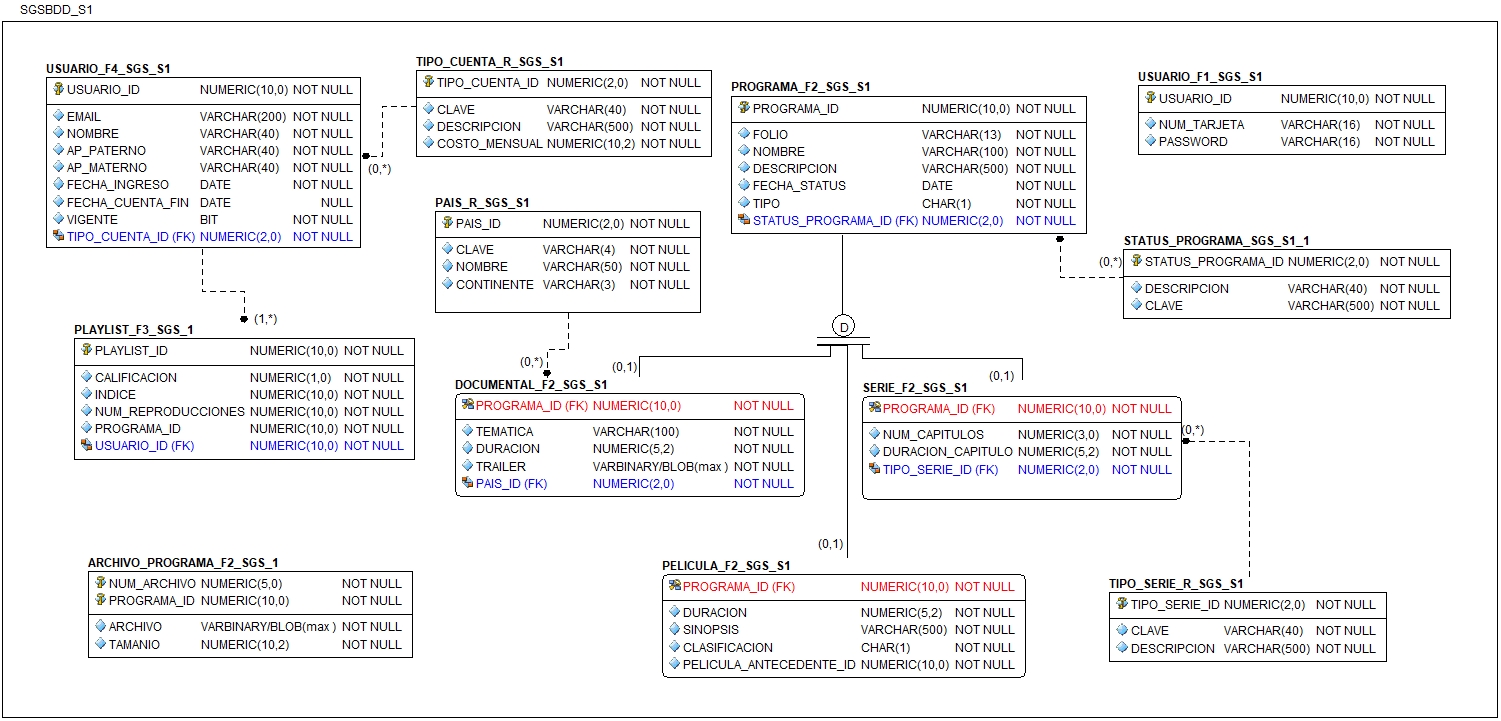 SGSBDD_S1
USUARIO_F4_SGS_S1
USUARIO_ID NUMERIC(10,0) NOT NULL
EMAIL VARCHAR(200) NOT NULL
NOMBRE VARCHAR(40) NOT NULL
AP_PATERNO VARCHAR(40) NOT NULL
AP_MATERNO VARCHAR(40) NOT NULL
FECHA_INGRESO DATE NOT NULL
FECHA_CUENTA_FIN DATE NULL
VIGENTE BIT NOT NULL
TIPO_CUENTA_ID (FK) NUMERIC(2,0) NOT NULL
TIPO_CUENTA_R_SGS_S1
TIPO_CUENTA_ID NUMERIC(2,0) NOT NULL
CLAVE VARCHAR(40) NOT NULL
DESCRIPCION VARCHAR(500) NOT NULL
COSTO_MENSUAL NUMERIC(10,2) NOT NULL
(0,*)
PROGRAMA_F2_SGS_S1
PROGRAMA_ID NUMERIC(10,0) NOT NULL
FOLIO VARCHAR(13) NOT NULL
NOMBRE VARCHAR(100) NOT NULL
DESCRIPCION VARCHAR(500) NOT NULL
FECHA_STATUS DATE NOT NULL
TIPO CHAR(1) NOT NULL
STATUS_PROGRAMA_ID (FK) NUMERIC(2,0) NOT NULL
USUARIO_F1_SGS_S1
USUARIO_ID NUMERIC(10,0) NOT NULL
NUM_TARJETA VARCHAR(16) NOT NULL
PASSWORD VARCHAR(16) NOT NULL
PAIS_R_SGS_S1
PAIS_ID NUMERIC(2,0) NOT NULL
CLAVE VARCHAR(4) NOT NULL
NOMBRE VARCHAR(50) NOT NULL
CONTINENTE VARCHAR(3) NOT NULL
STATUS_PROGRAMA_SGS_S1_1
(0,*)
STATUS_PROGRAMA_ID NUMERIC(2,0) NOT NULL
DESCRIPCION VARCHAR(40) NOT NULL
CLAVE VARCHAR(500) NOT NULL
(1,*)
PLAYLIST_F3_SGS_1
PLAYLIST_ID NUMERIC(10,0) NOT NULL
CALIFICACION NUMERIC(1,0) NOT NULL
INDICE NUMERIC(10,0) NOT NULL
NUM_REPRODUCCIONES NUMERIC(10,0) NOT NULL
PROGRAMA_ID NUMERIC(10,0) NOT NULL
USUARIO_ID (FK) NUMERIC(10,0) NOT NULL
D
(0,*)
(0,1)
DOCUMENTAL_F2_SGS_S1
PROGRAMA_ID (FK) NUMERIC(10,0) NOT NULL
TEMATICA VARCHAR(100) NOT NULL
DURACION NUMERIC(5,2) NOT NULL
TRAILER VARBINARY/BLOB(max ) NOT NULL
PAIS_ID (FK) NUMERIC(2,0) NOT NULL
(0,1)
SERIE_F2_SGS_S1
PROGRAMA_ID (FK) NUMERIC(10,0) NOT NULL
NUM_CAPITULOS NUMERIC(3,0) NOT NULL
DURACION_CAPITULO NUMERIC(5,2) NOT NULL
TIPO_SERIE_ID (FK) NUMERIC(2,0) NOT NULL
(0,*)
(0,1)
ARCHIVO_PROGRAMA_F2_SGS_1
NUM_ARCHIVO NUMERIC(5,0) NOT NULL
PROGRAMA_ID NUMERIC(10,0) NOT NULL
ARCHIVO VARBINARY/BLOB(max ) NOT NULL
TAMANIO NUMERIC(10,2) NOT NULL
PELICULA_F2_SGS_S1
PROGRAMA_ID (FK) NUMERIC(10,0) NOT NULL
DURACION NUMERIC(5,2) NOT NULL
SINOPSIS VARCHAR(500) NOT NULL
CLASIFICACION CHAR(1) NOT NULL
PELICULA_ANTECEDENTE_ID NUMERIC(10,0) NOT NULL
TIPO_SERIE_R_SGS_S1
TIPO_SERIE_ID NUMERIC(2,0) NOT NULL
CLAVE VARCHAR(40) NOT NULL
DESCRIPCION VARCHAR(500) NOT NULL